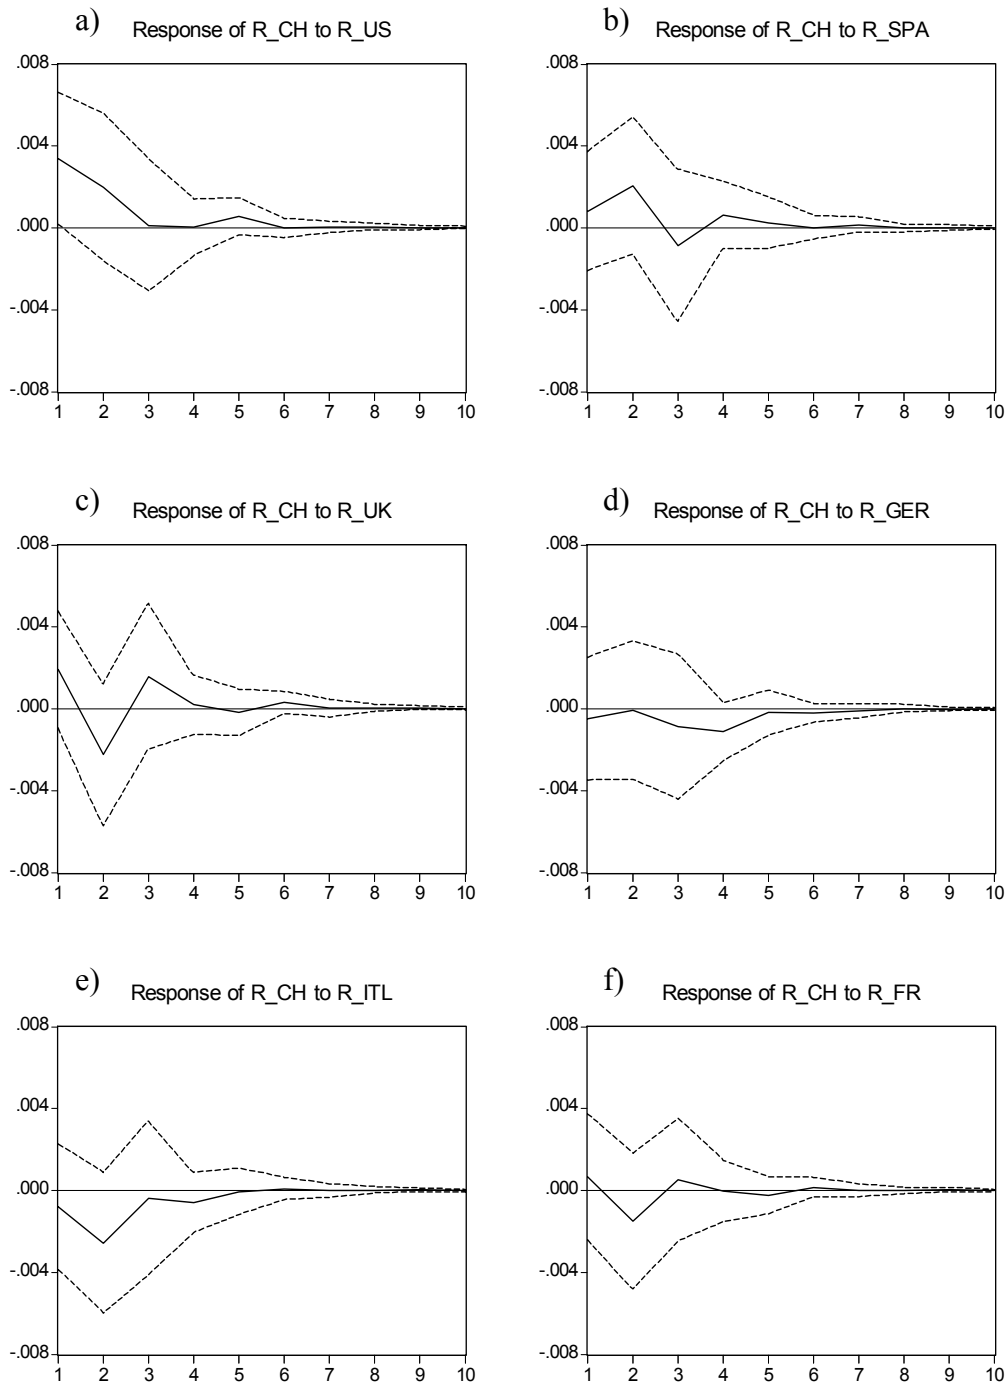 a) Response of R_CH to R_US
.008
.004
.000
-.004
-.008
1 2 3 4 5 6 7 8 9 10
b) Response of R_CH to R_SPA
.008
.004
.000
-.004
-.008
1 2 3 4 5 6 7 8 9 10
c) Response of R_CH to R_UK
.008
.004
.000
-.004
-.008
1 2 3 4 5 6 7 8 9 10
d) Response of R_CH to R_GER
.008
.004
.000
-.004
-.008
1 2 3 4 5 6 7 8 9 10
e) Response of R_CH to R_ITL
.008
.004
.000
-.004
-.008
1 2 3 4 5 6 7 8 9 10
f) Response of R_CH to R_FR
.008
.004
.000
-.004
-.008
1 2 3 4 5 6 7 8 9 10